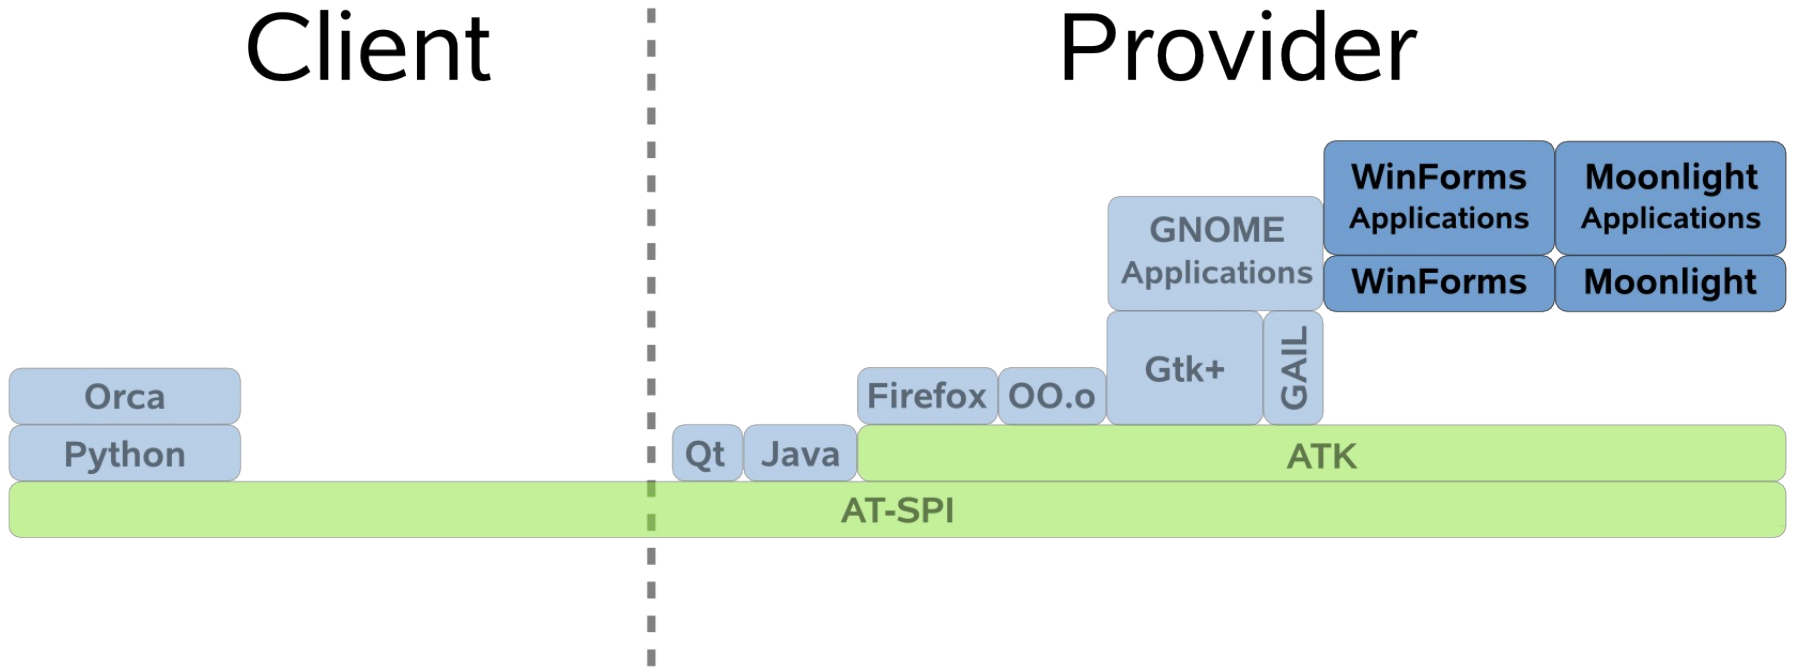 Client
Provider
WinForms
Applications
Moonlight
Applications
GNOME
Applications
WinForms
Moonlight
Gtk+
GAIL
Orca
Firefox
OO.o
Python
Qt
Java
ATK
AT-SPI